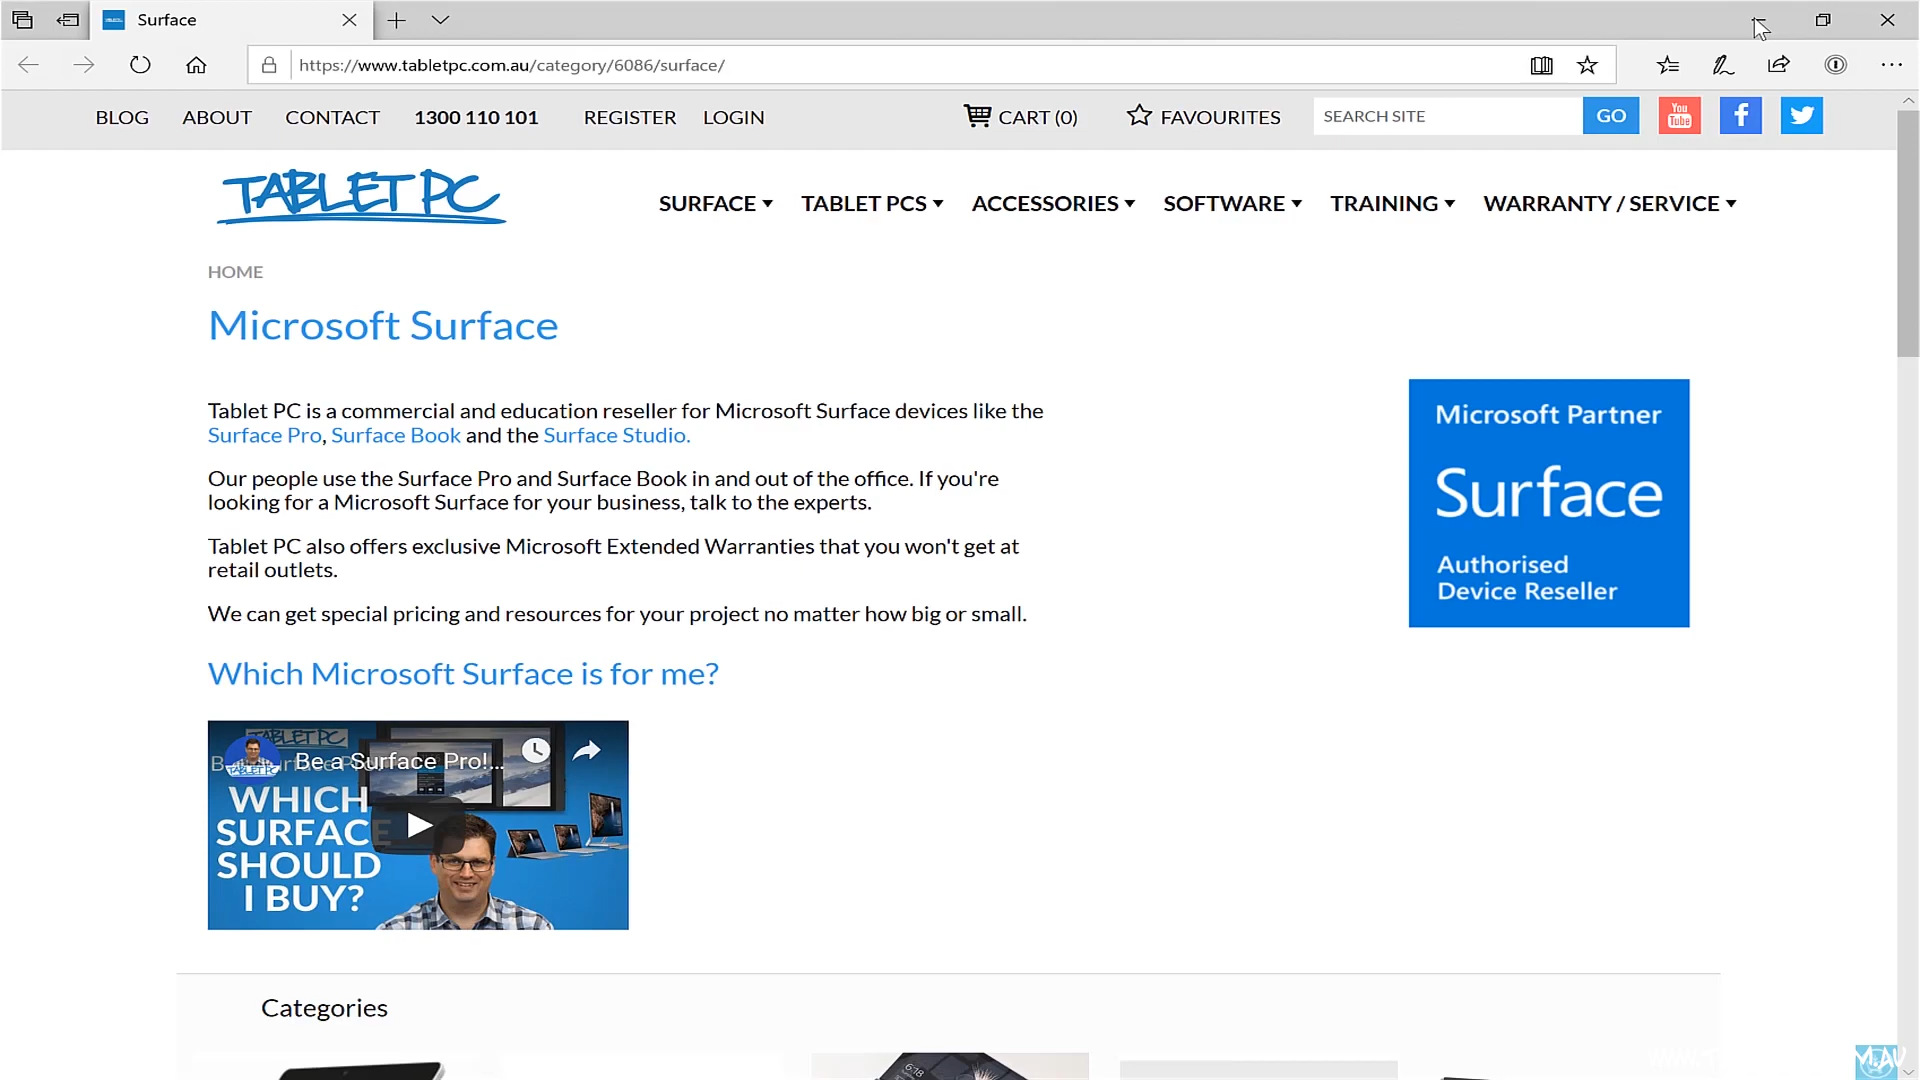 Surface
https://www.tabletpc.com.au/category/6086/surface/
BLOG ABOUT CONTACT 1300 110 101 REGISTER LOGIN CART (0) FAVOURITES SEARCH SITE GO You Tube
TABLET PC
SURFACE TABLET PCS ACCESSORIES SOFTWARE TRAINING WARRANTY / SERVICE
HOME
Microsoft Surface
Tablet PC is a commercial and education reseller for Microsoft Surface devices like the
Surface Pro, Surface Book and the Surface Studio.
Our people use the Surface Pro and Surface Book in and out of the office. If you're
looking for a Microsoft Surface for your business, talk to the experts.
Tablet PC also offers exclusive Microsoft Extended Warranties that you won't get at
retail outlets.
We can get special pricing and resources for your project no matter how big or small.
Microsoft Partner
Surface
Authorised
Device Reseller
Which Microsoft Surface is for me?
TABLET PC
Be a Surface Pro!...
WHICH
SURFACE
SHOULD
I BUY?
Categories
6:18